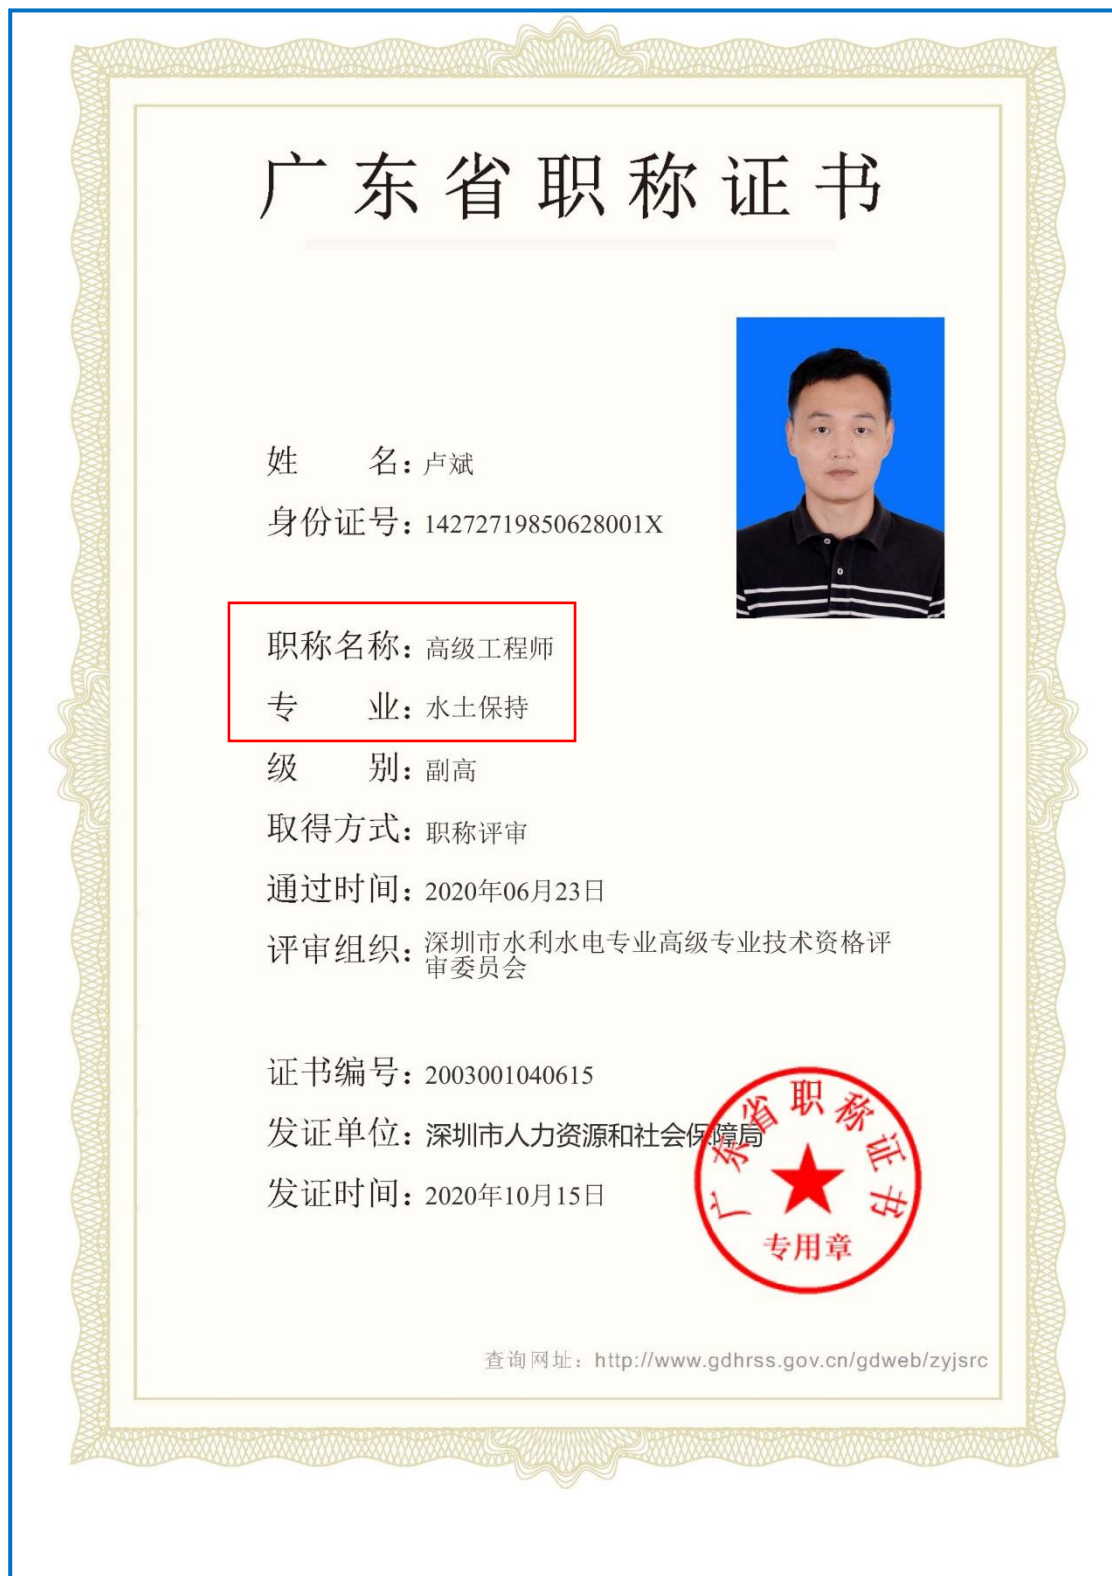 广东省职称证书
姓 名：卢斌
身份证号：14272719850628001X
职称名称：高级工程师
专 业：水土保持
级 别：副高
取得方式：职称评审
通过时间：2020年06月23日
评审组织：深圳市水利水电专业高级专业技术资格评
审委员会
证书编号：2003001040615
发证单位：深圳市人力资源和社会保障局
发证时间：2020年10月15日
广东省职称证书
专用章
查询网址：http://www.gdhrss.gov.cn/gdweb/zyjsrc